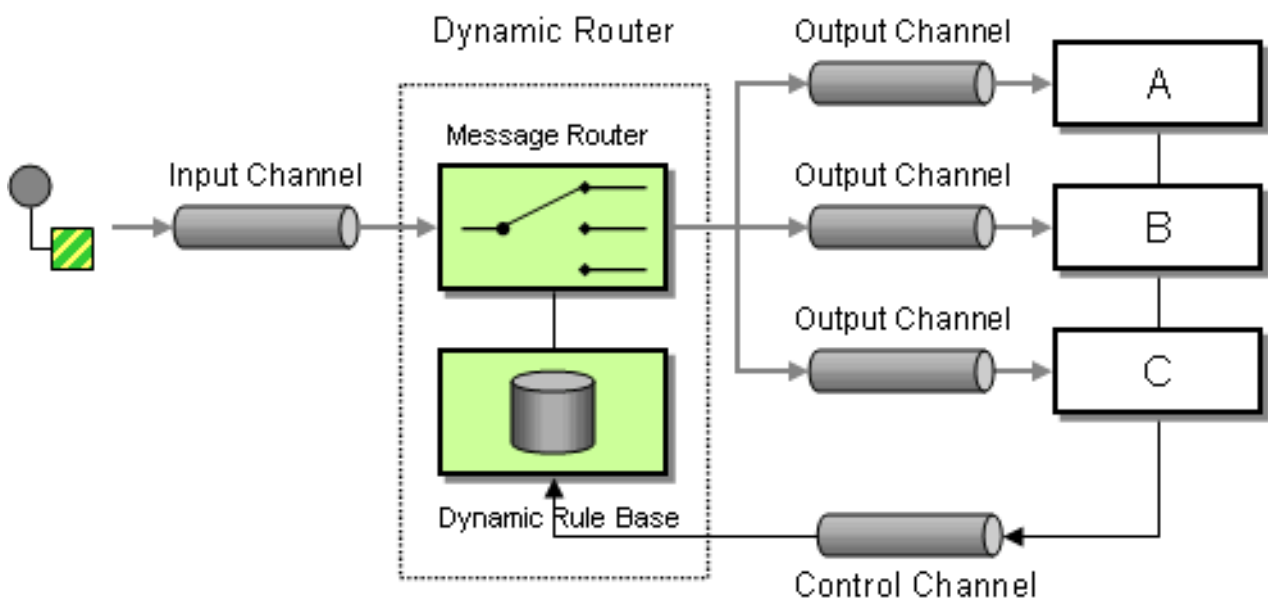 Dynamic Router
Output Channel
A
Message Router
Input Channel
Output Channel
B
Output Channel
C
Dynamic Rule Base
Control Channel